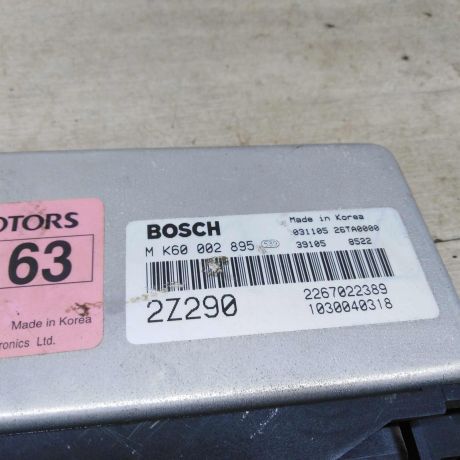 MOTORS
63
Made in Korea
ronics Ltd.
BOSCH
Made in Korea
M K60 002 895
031105 26TA0000
39105 8522
2Z290
2267022389
1030040318